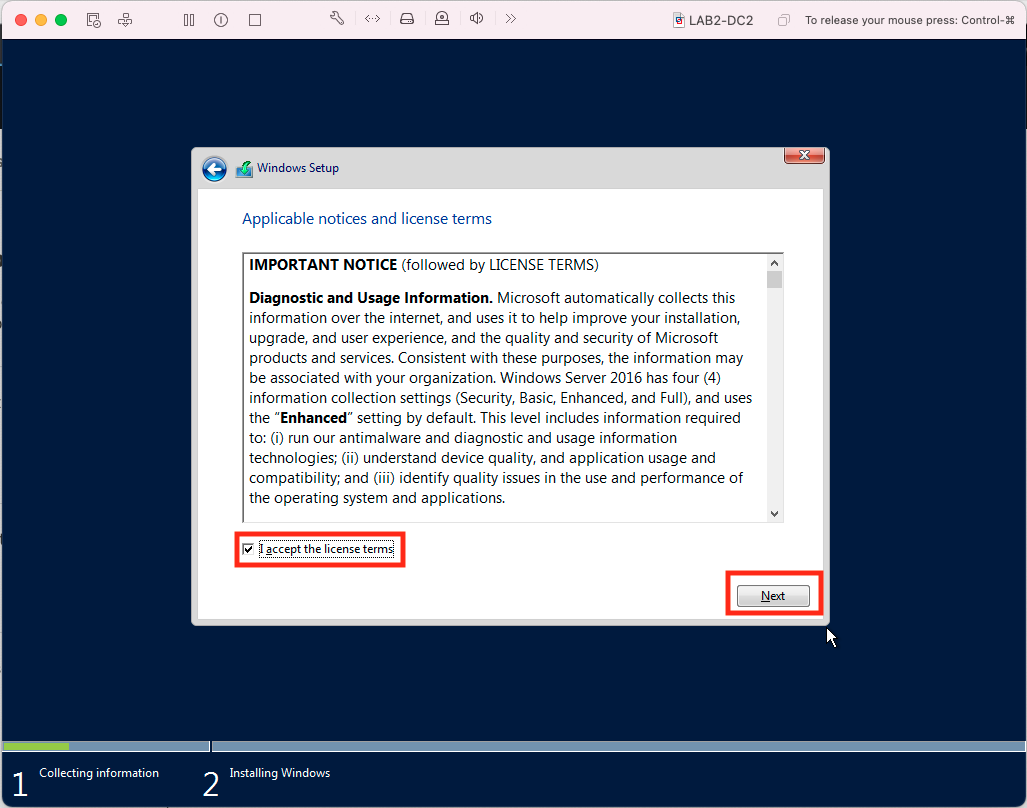 LAB2-DC2
To release your mouse press: Control-⌘
Windows Setup
Applicable notices and license terms
IMPORTANT NOTICE (followed by LICENSE TERMS)
Diagnostic and Usage Information. Microsoft automatically collects this
information over the internet, and uses it to help improve your installation,
upgrade, and user experience, and the quality and security of Microsoft
products and services. Consistent with these purposes, the information may
be associated with your organization. Windows Server 2016 has four (4)
information collection settings (Security, Basic, Enhanced, and Full), and uses
the “Enhanced” setting by default. This level includes information required
to: (i) run our antimalware and diagnostic and usage information
technologies; (ii) understand device quality, and application usage and
compatibility; and (iii) identify quality issues in the use and performance of
the operating system and applications.
I accept the license terms
Next
1 Collecting information
2 Installing Windows